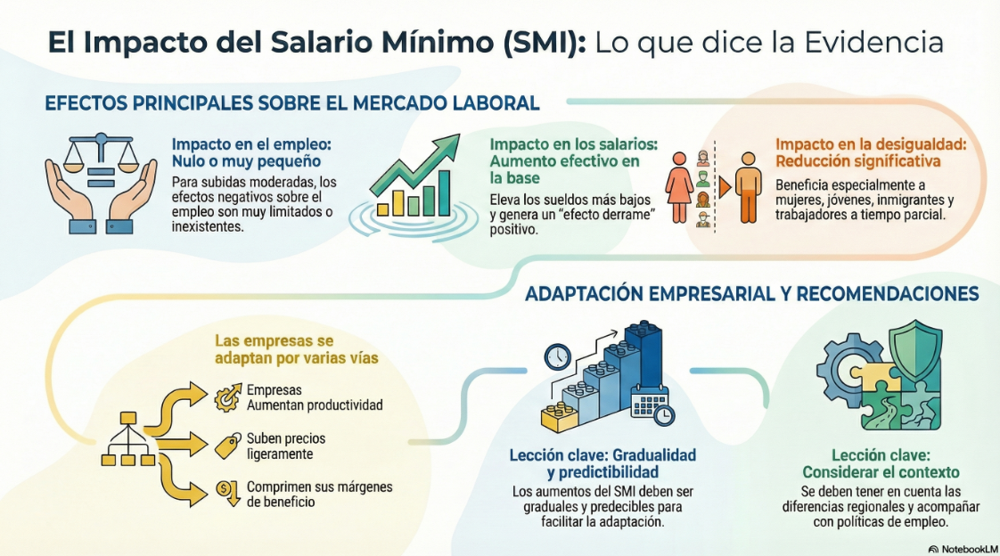 El Impacto del Salario Mínimo (SMI): Lo que dice la Evidencia
EFECTOS PRINCIPALES SOBRE EL MERCADO LABORAL
Impacto en el empleo:
Nulo o muy pequeño
Para subidas moderadas, los
efectos negativos sobre el
empleo son muy limitados o
inexistentes.
Impacto en los salarios:
Aumento efectivo en
la base
Eleva los sueldos más bajos
y genera un “efecto derrame”
positivo.
Impacto en la desigualdad:
Reducción significativa
Beneficia especialmente a
mujeres, jóvenes, inmigrantes y
trabajadores a tiempo parcial.
Las empresas se
adaptan por varias vías
Empresas
Aumentan productividad
Suben precios
ligeramente
$
Comprimen sus márgenes
de beneficio
ADAPTACIÓN EMPRESARIAL Y RECOMENDACIONES
Lección clave: Gradualidad
y predictibilidad
Los aumentos del SMI deben ser
graduales y predecibles para
facilitar la adaptación.
Lección clave:
Considerar el contexto
Se deben tener en cuenta las
diferencias regionales y acompañar
con políticas de empleo.
NotebookLM